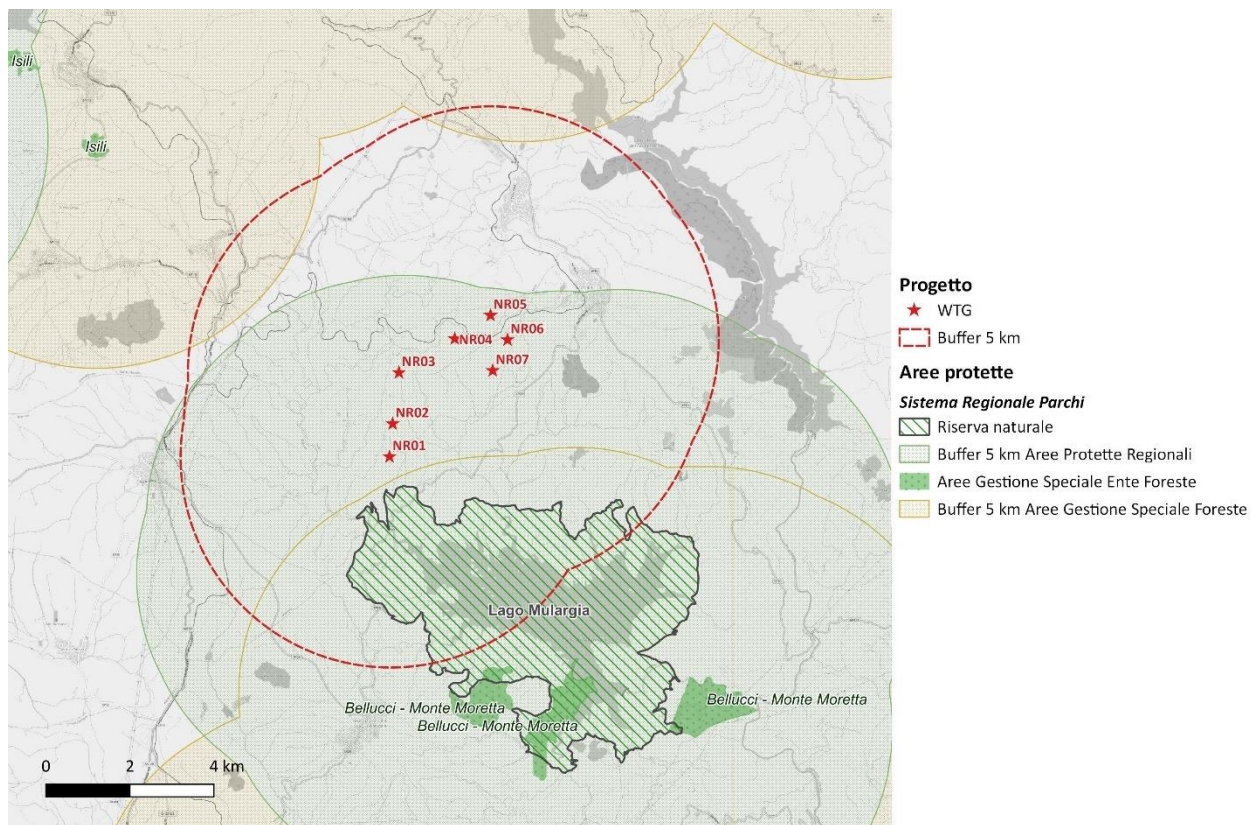 Isili
Isili
NR05
NR04
NR06
NR03
NR07
NR02
NR01
Lago Mulargia
Bellucci - Monte Moretta
Bellucci - Monte Moretta
Bellucci - Monte Moretta
0 2 4 km
Progetto
WTG
Buffer 5 km
Aree protette
Sistema Regionale Parchi
Riserva naturale
Buffer 5 km Aree Protette Regionali
Aree Gestione Speciale Ente Foreste
Buffer 5 km Aree Gestione Speciale Foreste